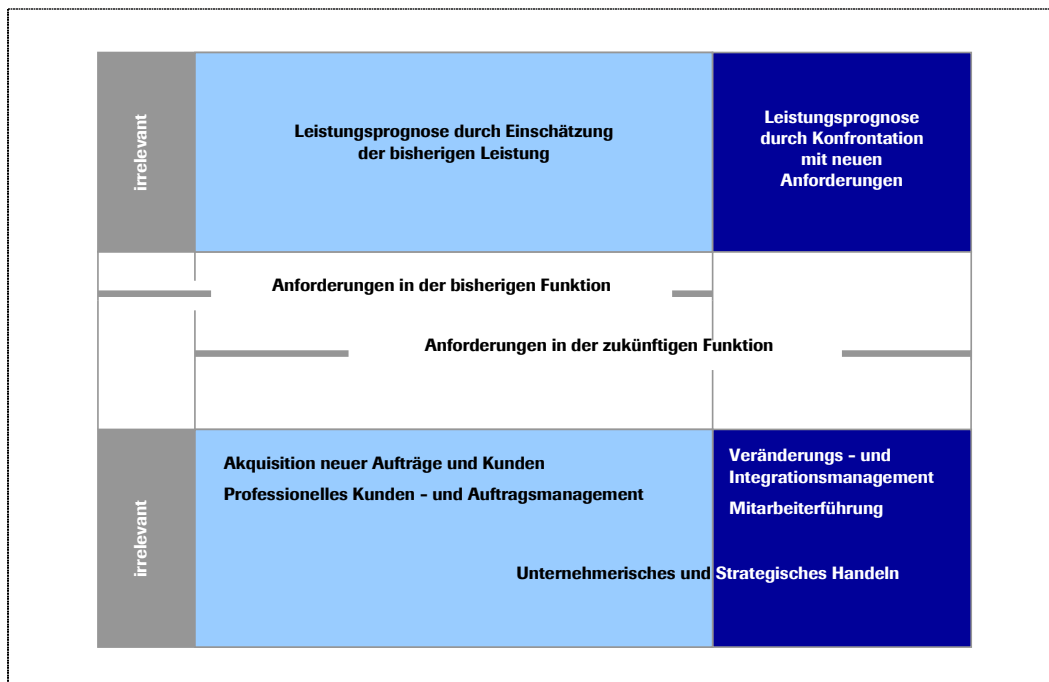 irrelevant
Leistungsprognose durch Einschätzung
der bisherigen Leistung
Leistungsprognose
durch Konfrontation
mit neuen
Anforderungen
Anforderungen in der bisherigen Funktion
Anforderungen in der zukünftigen Funktion
irrelevant
Akquisition neuer Aufträge und Kunden
Professionelles Kunden - und Auftragsmanagement
Veränderungs - und
Integrationsmanagement
Mitarbeiterführung
Unternehmerisches und Strategisches Handeln